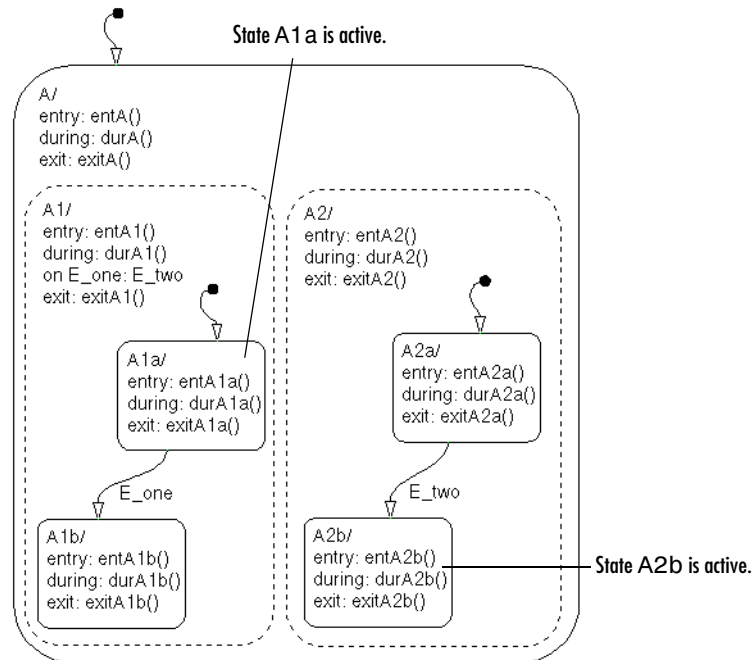 State A1a is active.
A/
entry: entA()
during: durA()
exit: exitA()
A1/
entry: entA1()
during: durA1()
on E_one: E_two
exit: exitA1()
A2/
entry: entA2()
during: durA2()
exit: exitA2()
A1a/
entry: entA1a()
during: durA1a()
exit: exitA1a()
A2a/
entry: entA2a()
during: durA2a()
exit: exitA2a()
E_one
E_two
A1b/
entry: entA1b()
during: durA1b()
exit: exitA1b()
A2b/
entry: entA2b()
during: durA2b()
exit: exitA2b()
State A2b is active.